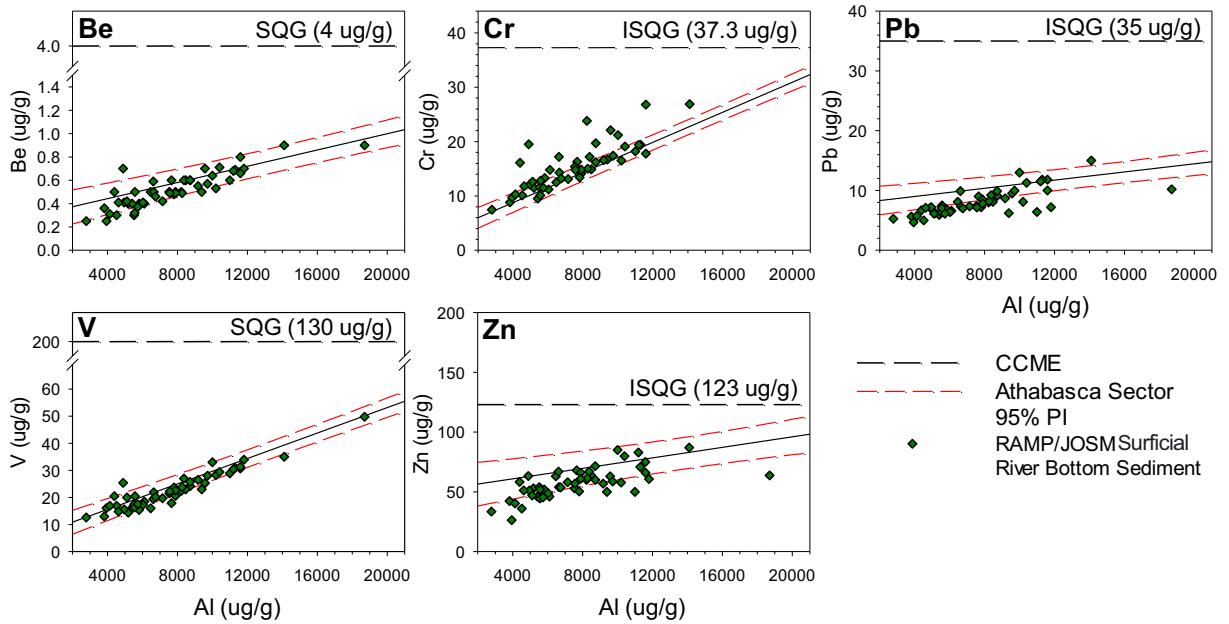 Be
SQG (4 ug/g)
4.0
1.4
1.2
1.0
0.8
0.6
0.4
0.2
0.0
Be (ug/g)
4000 8000 12000 16000 20000
Cr
ISQG (37.3 ug/g)
40
30
20
10
0
Cr (ug/g)
4000 8000 12000 16000 20000
Pb
ISQG (35 ug/g)
40
30
20
10
0
Pb (ug/g)
4000 8000 12000 16000 20000
Al (ug/g)
V
SQG (130 ug/g)
200
60
50
40
30
20
10
0
V (ug/g)
4000 8000 12000 16000 20000
Al (ug/g)
Zn
ISQG (123 ug/g)
200
150
100
50
0
Zn (ug/g)
4000 8000 12000 16000 20000
Al (ug/g)
CCME
Athabasca Sector
95% PI
RAMP/JOSM Surficial
River Bottom Sediment